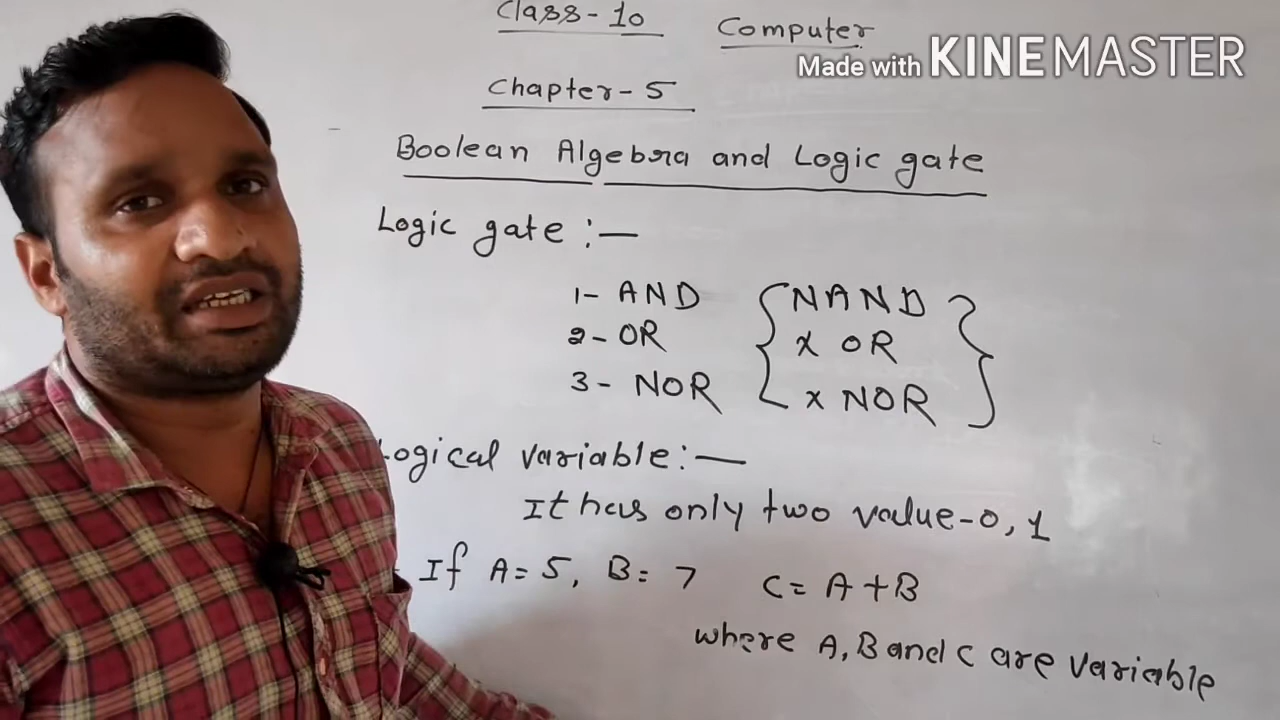 Class-10 Computer
Made with KINEMASTER
Chapter-5
Boolean Algebra and Logic gate
Logic gate :—
1- AND { NAND }
2- OR { X OR }
3- NOR { X NOR }
Logical variable:—
It has only two value-0, 1
If A=5, B=7 C=A+B
where A, B and C are variable